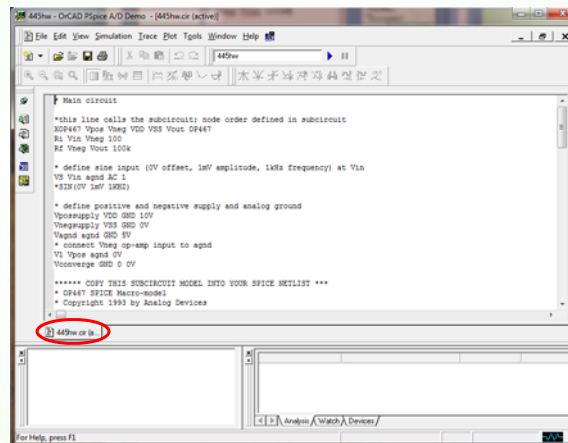 445hw - OrCAD PSpice A/D Demo - [445hw.cir (active)]
File Edit View Simulation Trace Plot Tools Window Help
445hw
* Main circuit
*this line calls the subcircuit; node order defined in subcircuit
XOP467 Vpos Vneg VDD VSS Vout OP467
Ri Vin Vneg 100
Rf Vneg Vout 100k
* define sine input (0V offset, 1mV amplitude, 1kHz frequency) at Vin
VS Vin agnd AC 1
*SIN(0V 1mV 1KHZ)
* define positive and negative supply and analog ground
Vpossupply VDD GND 10V
Vnegsupply VSS GND 0V
Vagnd agnd GND 5V
* connect Vneg op-amp input to agnd
V1 Vpos agnd 0V
Vconverge GND 0 0V
****** COPY THIS SUBCIRCUIT MODEL INTO YOUR SPICE NETLIST ***
* OP467 SPICE Macro-model
* Copyright 1993 by Analog Devices
445hw.cir (a...
Analysis Watch Devices
For Help, press F1